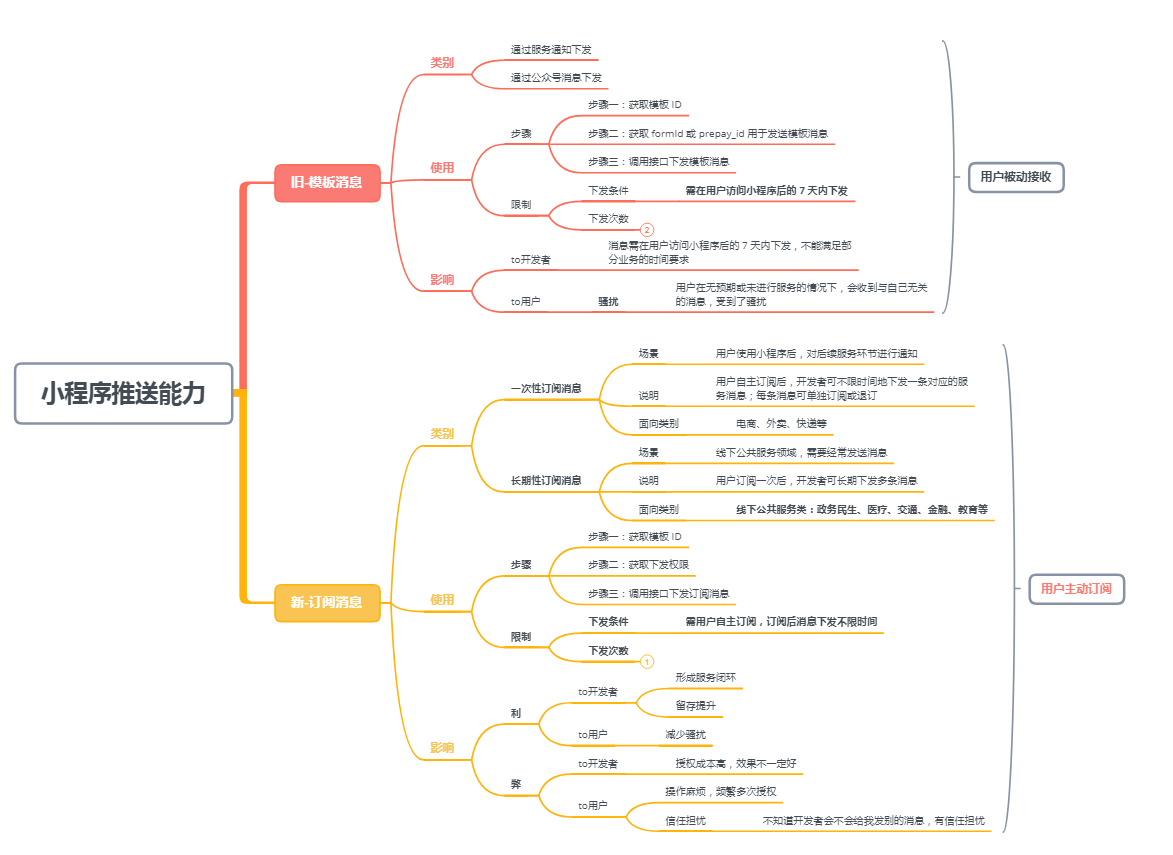 小程序推送能力
旧-模板消息
类别
通过服务通知下发
通过公众号消息下发
使用
步骤
步骤一：获取模板 ID
步骤二：获取 formId 或 prepay_id 用于发送模板消息
步骤三：调用接口下发模板消息
限制
下发条件
需在用户访问小程序后的 7 天内下发
下发次数
2
影响
to开发者
消息需在用户访问小程序后的 7 天内下发，不能满足部
分业务的时间要求
to用户
骚扰
用户在无预期或未进行服务的情况下，会收到与自己无关
的消息，受到了骚扰
用户被动接收
新-订阅消息
类别
一次性订阅消息
场景
用户使用小程序后，对后续服务环节进行通知
说明
用户自主订阅后，开发者可不限时间地下发一条对应的服
务消息；每条消息可单独订阅或退订
面向类别
电商、外卖、快递等
长期性订阅消息
场景
线下公共服务领域，需要经常发送消息
说明
用户订阅一次后，开发者可长期下发多条消息
面向类别
线下公共服务类：政务民生、医疗、交通、金融、教育等
使用
步骤
步骤一：获取模板 ID
步骤二：获取下发权限
步骤三：调用接口下发订阅消息
限制
下发条件
需用户自主订阅，订阅后消息下发不限时间
下发次数
1
影响
利
to开发者
形成服务闭环
留存提升
to用户
减少骚扰
弊
to开发者
授权成本高，效果不一定好
to用户
操作麻烦，频繁多次授权
信任担忧
不知道开发者会不会给我发别的消息，有信任担忧
用户主动订阅